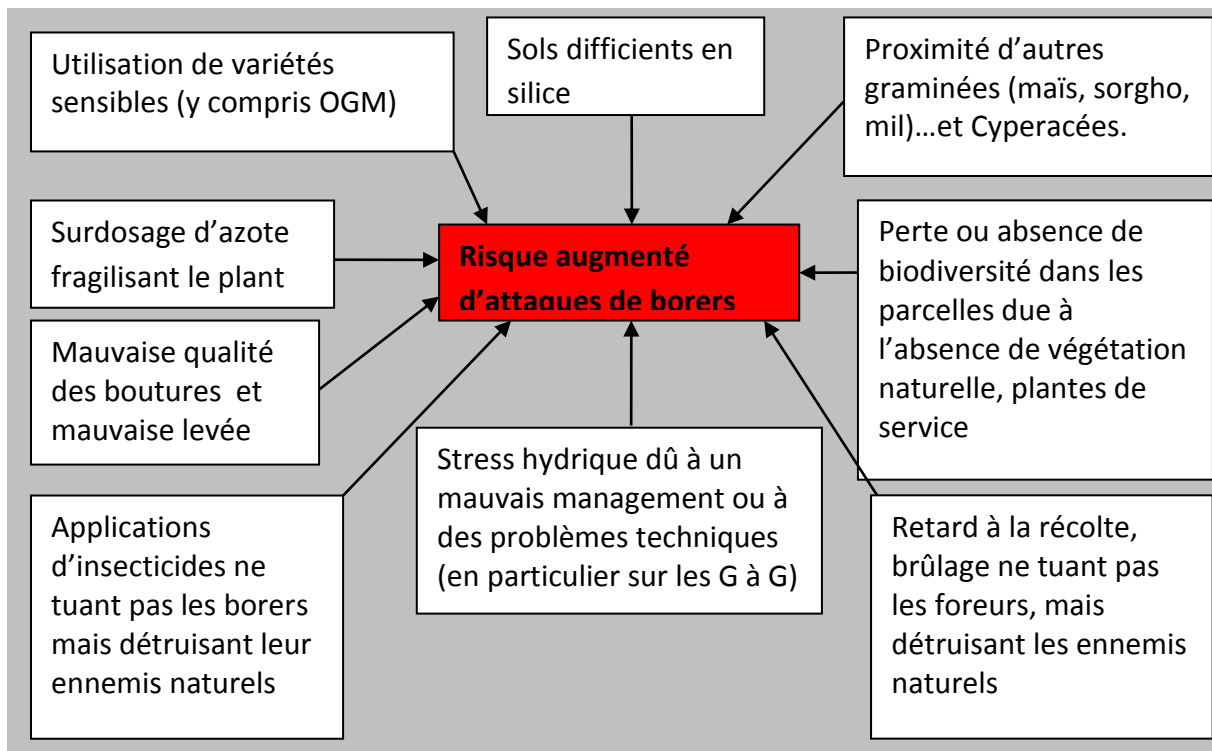 Utilisation de variétés
sensibles (y compris OGM)
Sols difficients en
silice
Proximité d’autres
graminées (maïs, sorgho,
mil)…et Cyperacées.
Surdosage d’azote
fragilisant le plant
Risque augmenté
d’attaques de borers
Perte ou absence de
biodiversité dans les
parcelles due à
l’absence de végétation
naturelle, plantes de
service
Mauvaise qualité
des boutures et
mauvaise levée
Stress hydrique dû à un
mauvais management ou à
des problèmes techniques
(en particulier sur les G à G)
Applications
d’insecticides ne
tuant pas les borers
mais détruisant leur
ennemis naturels
Retard à la récolte,
brûlage ne tuant pas
les foreurs, mais
détruisant les ennemis
naturels